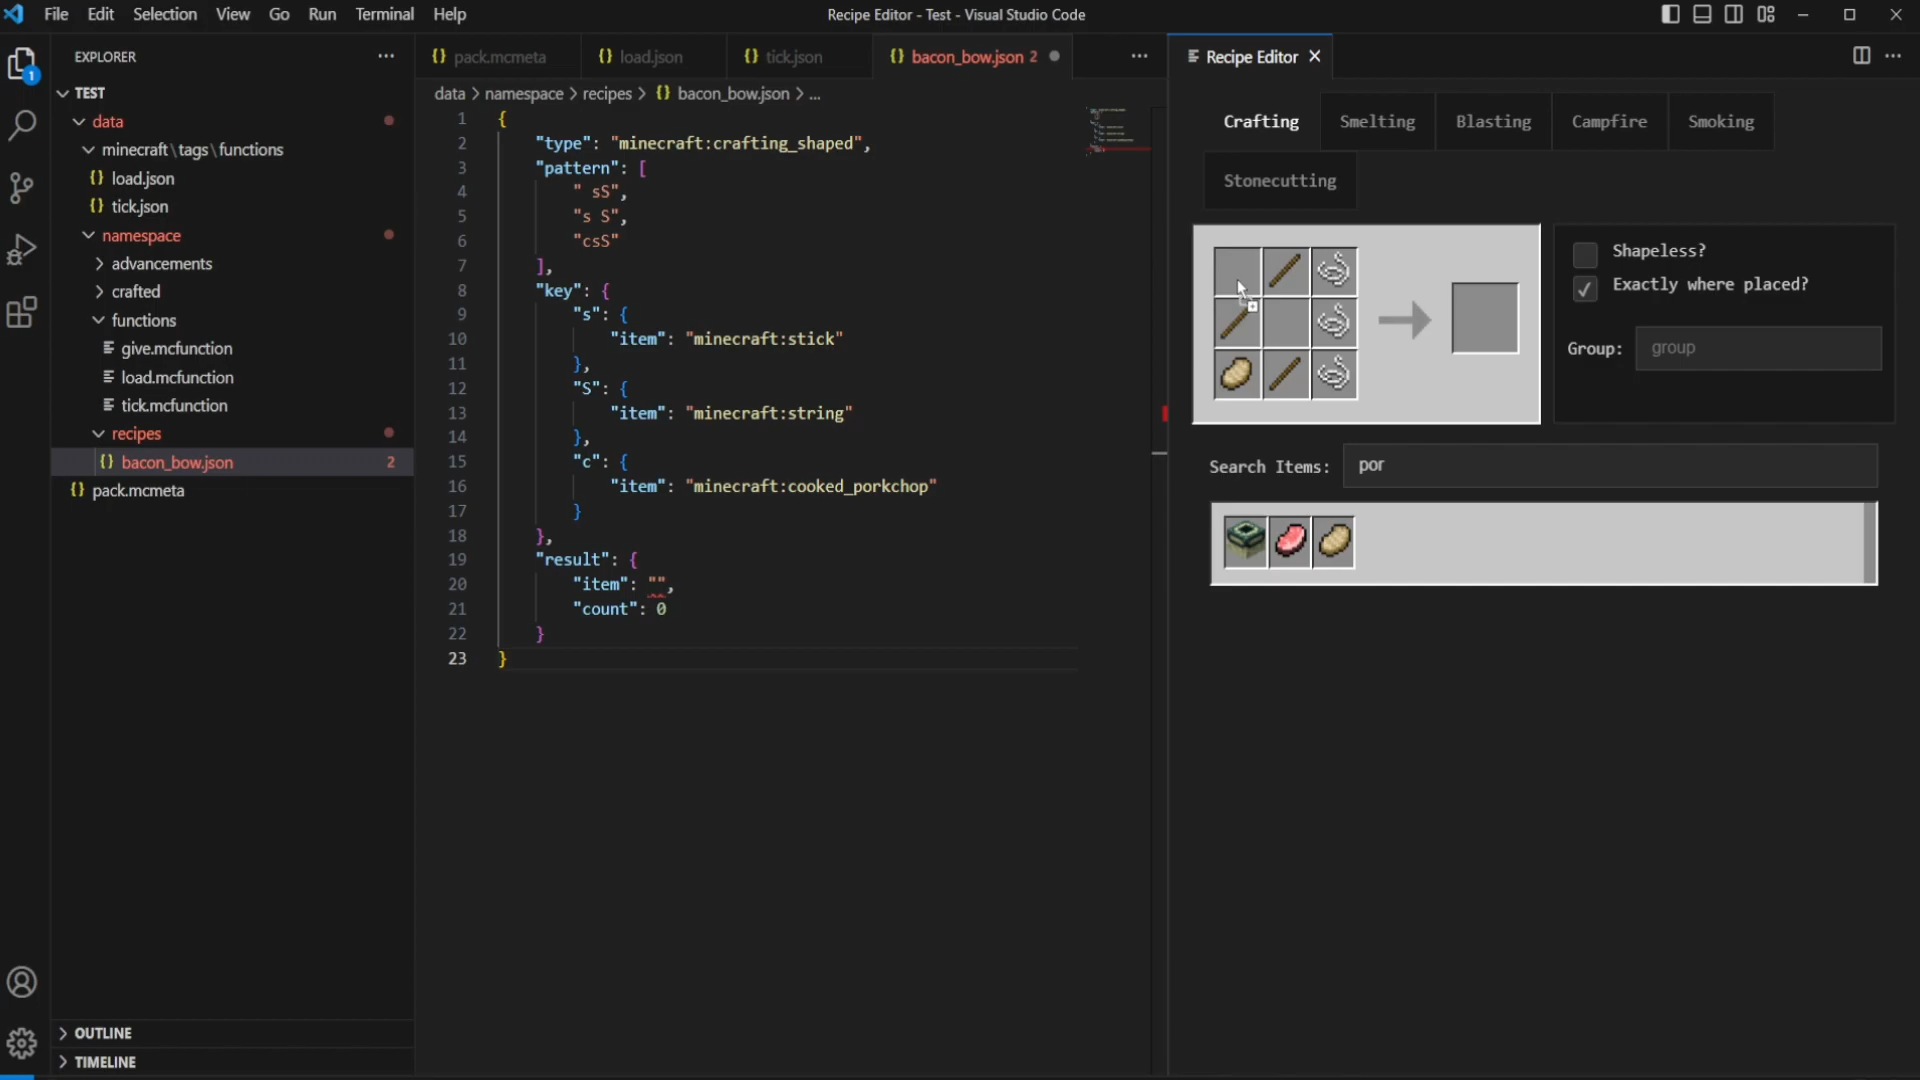 File Edit Selection View Go Run Terminal Help
Recipe Editor - Test - Visual Studio Code
1
EXPLORER
TEST
data
minecraft\tags\functions
load.json
tick.json
namespace
advancements
crafted
functions
give.mcfunction
load.mcfunction
tick.mcfunction
recipes
bacon_bow.json 2
pack.mcmeta
OUTLINE
TIMELINE
pack.mcmeta load.json tick.json bacon_bow.json 2
data > namespace > recipes > {} bacon_bow.json > ...
1 {
2 "type": "minecraft:crafting_shaped",
3 "pattern": [
4 " sS",
5 "s S",
6 "csS"
7 ],
8 "key": {
9 "s": {
10 "item": "minecraft:stick"
11 },
12 "S": {
13 "item": "minecraft:string"
14 },
15 "c": {
16 "item": "minecraft:cooked_porkchop"
17 }
18 },
19 "result": {
20 "item": "",
21 "count": 0
22 }
23 }
Recipe Editor
Crafting Smelting Blasting Campfire Smoking
Stonecutting
Shapeless?
Exactly where placed?
Group: group
Search Items: por